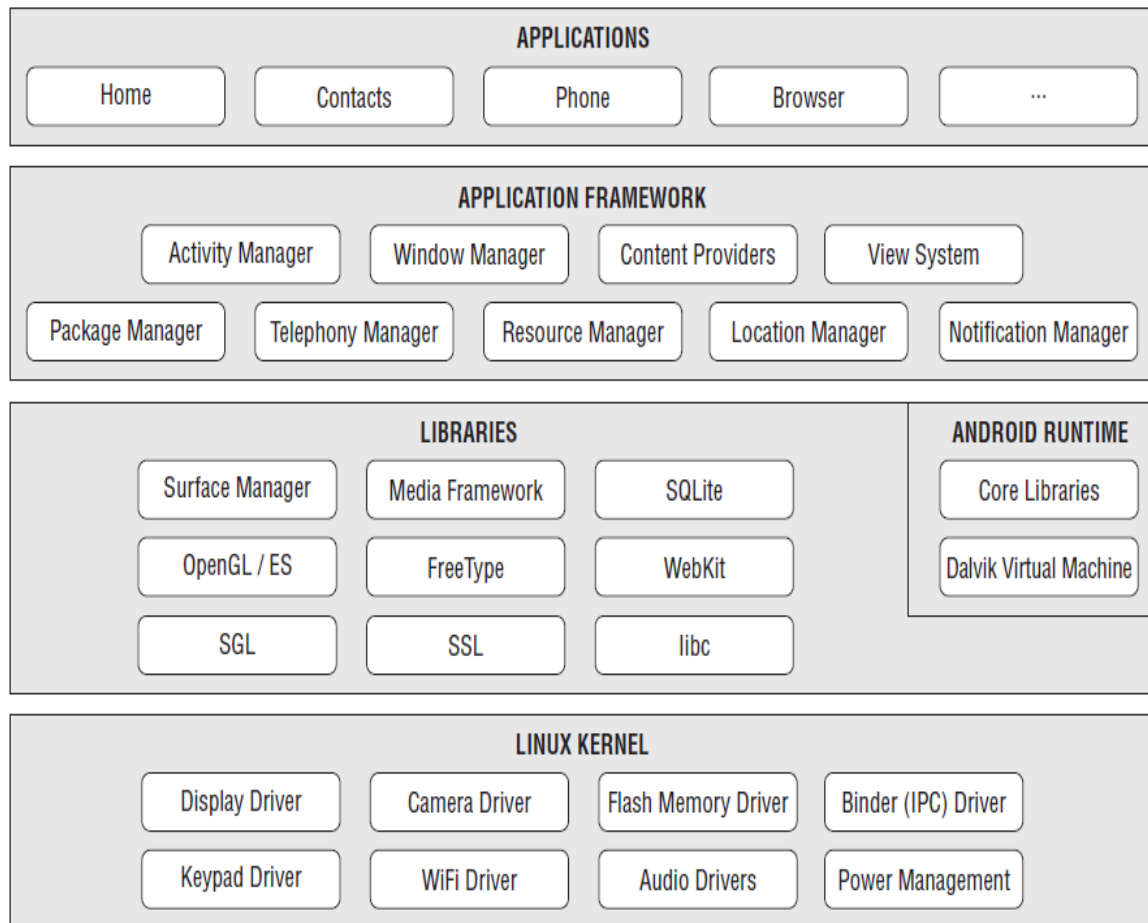 APPLICATIONS
Home
Contacts
Phone
Browser
...
APPLICATION FRAMEWORK
Activity Manager
Window Manager
Content Providers
View System
Package Manager
Telephony Manager
Resource Manager
Location Manager
Notification Manager
LIBRARIES
Surface Manager
Media Framework
SQLite
OpenGL / ES
FreeType
WebKit
SGL
SSL
libc
ANDROID RUNTIME
Core Libraries
Dalvik Virtual Machine
LINUX KERNEL
Display Driver
Camera Driver
Flash Memory Driver
Binder (IPC) Driver
Keypad Driver
WiFi Driver
Audio Drivers
Power Management